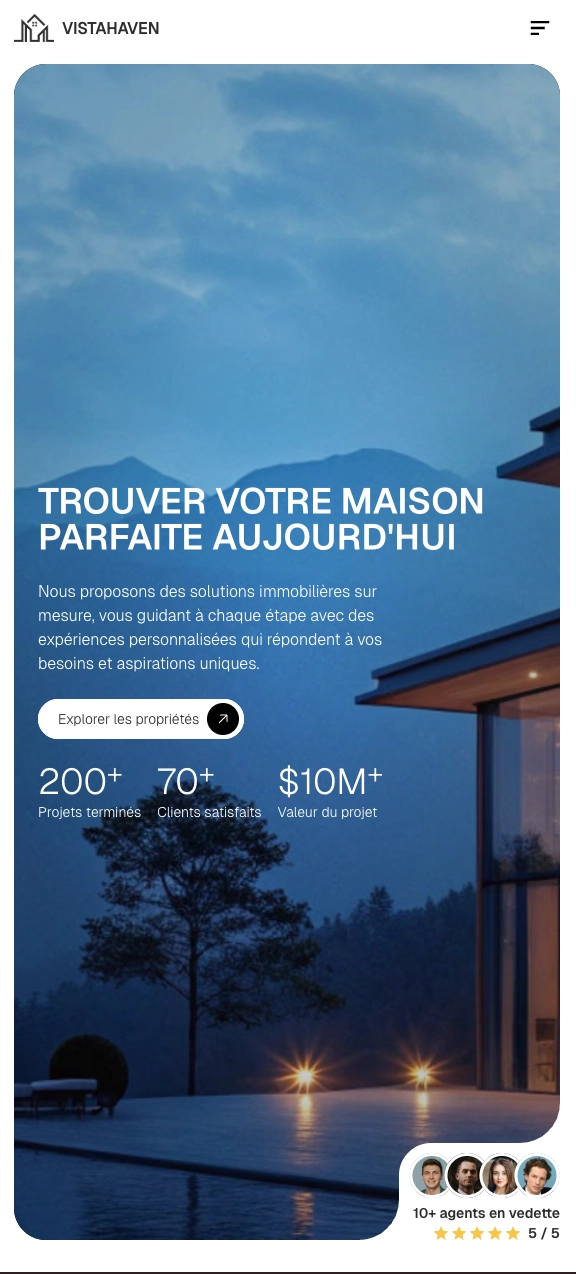 VISTAHAVEN
TROUVER VOTRE MAISON
PARFAITE AUJOURD'HUI
Nous proposons des solutions immobilières sur
mesure, vous guidant à chaque étape avec des
expériences personnalisées qui répondent à vos
besoins et aspirations uniques.
Explorer les propriétés
200+ 70+ $10M+
Projets terminés Clients satisfaits Valeur du projet
10+ agents en vedette
5 / 5